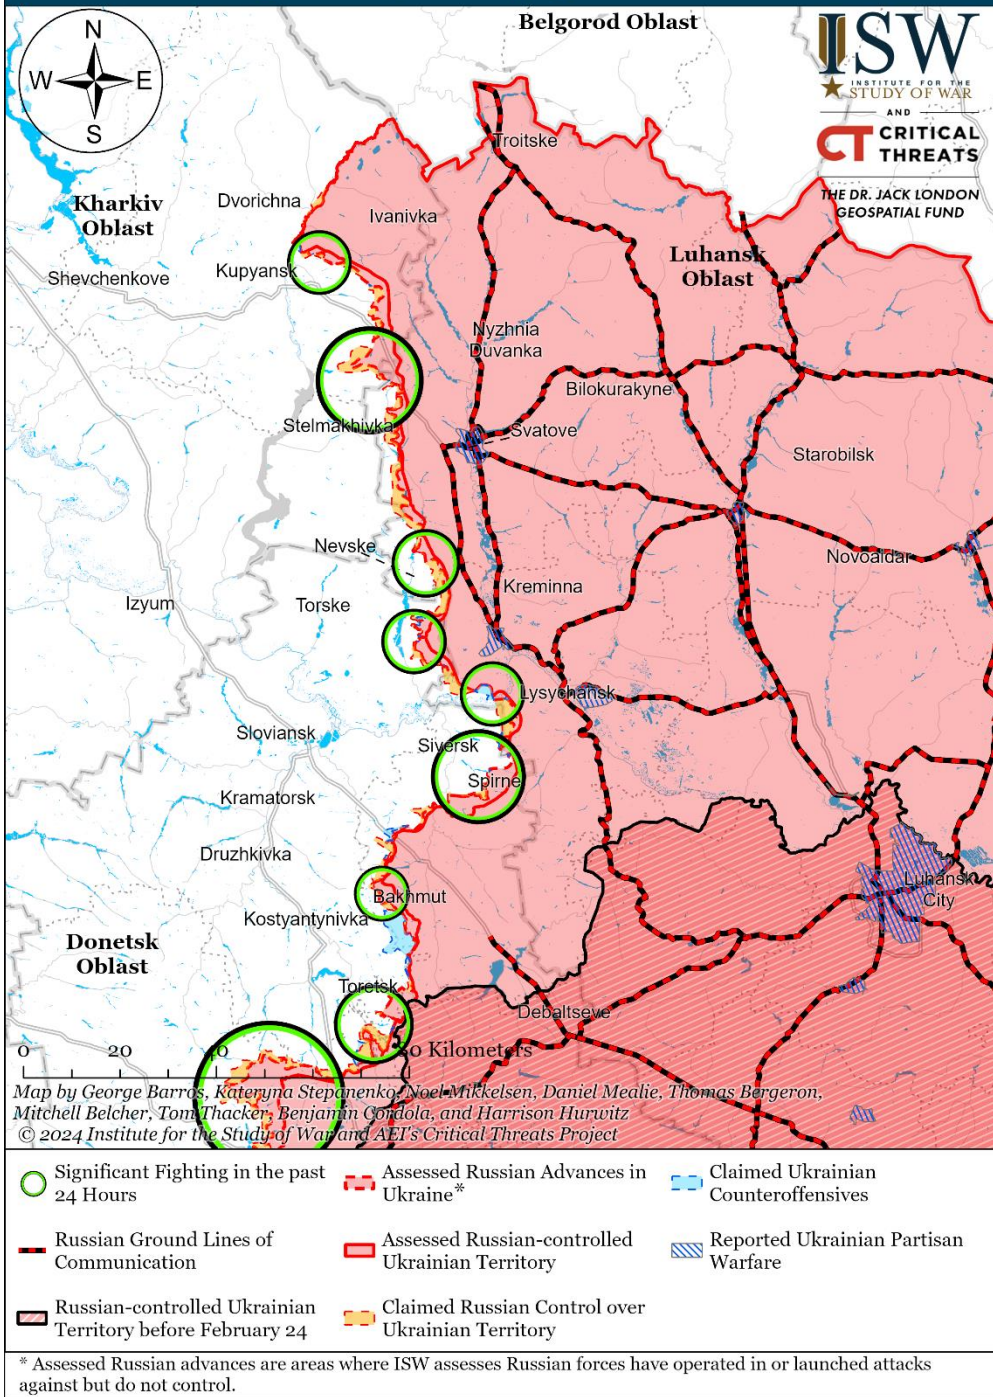 Belgorod Oblast
N
W
E
S
ISW
INSTITUTE FOR THE
STUDY OF WAR
AND
CT CRITICAL
THREATS
THE DR. JACK LONDON
GEOSPATIAL FUND
Troitske
Dvorichna
Kharkiv
Oblast
Ivanivka
Luhansk
Oblast
Shevchenkove
Kupyansk
Nyzhnia
Duvanka
Bilokurakyne
Stelmakhivka
Svatove
Starobilsk
Nevske
Novoaldar
Kreminna
Izyum
Torske
Lysychansk
Sloviansk
Siversk
Spirne
Kramatorsk
Druzhkivka
Luhansk
City
Bakhmut
Kostyantynivka
Donetsk
Oblast
Toretsk
Debaltseve
0 20 40 80 Kilometers
Map by George Barros, Kateryna Stepanenko, Noel Mikkelsen, Daniel Mealie, Thomas Bergeron,
Mitchell Belcher, Tom Thacker, Benjamin Cordola, and Harrison Hurwitz
© 2024 Institute for the Study of War and AEI's Critical Threats Project
Significant Fighting in the past
24 Hours
Assessed Russian Advances in
Ukraine*
Claimed Ukrainian
Counteroffensives
Russian Ground Lines of
Communication
Assessed Russian-controlled
Ukrainian Territory
Reported Ukrainian Partisan
Warfare
Russian-controlled Ukrainian
Territory before February 24
Claimed Russian Control over
Ukrainian Territory
* Assessed Russian advances are areas where ISW assesses Russian forces have operated in or launched attacks
against but do not control.